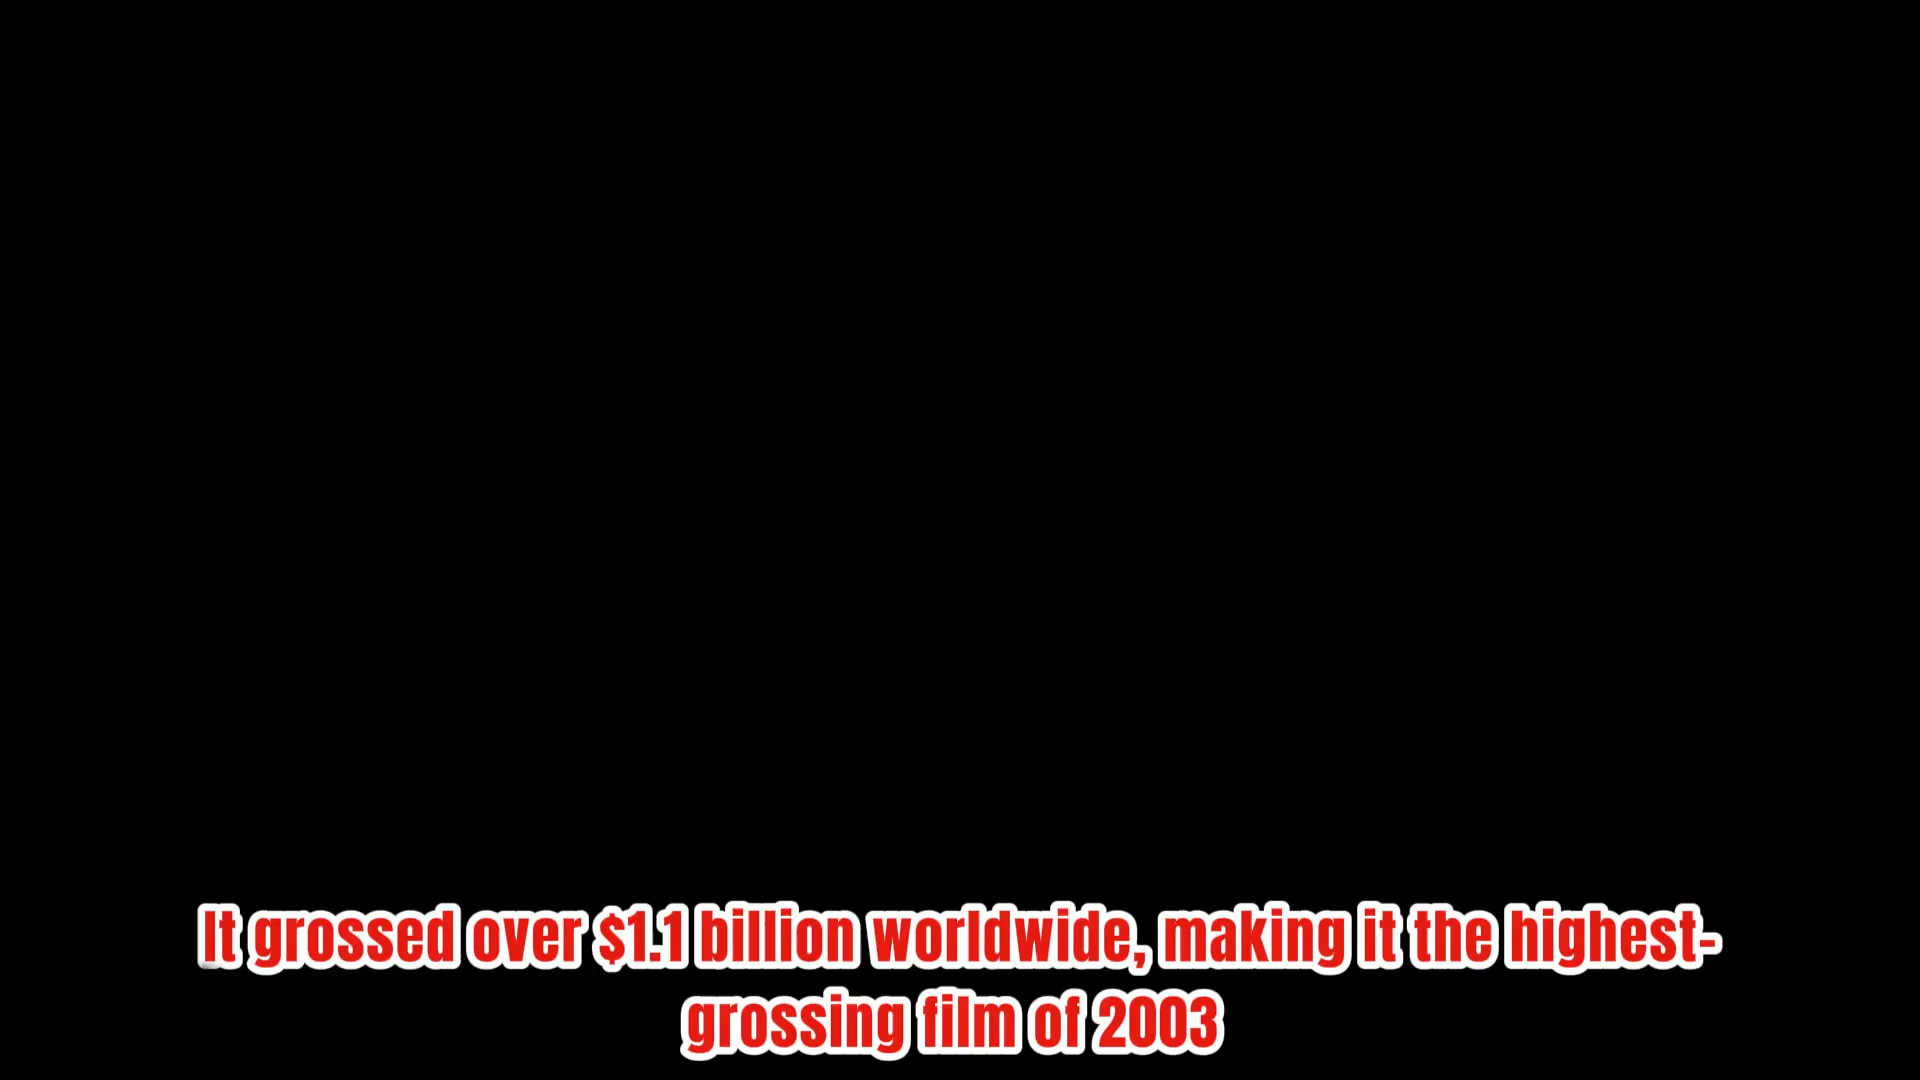 It grossed over $1.1 billion worldwide, making it the highest-
grossing film of 2003